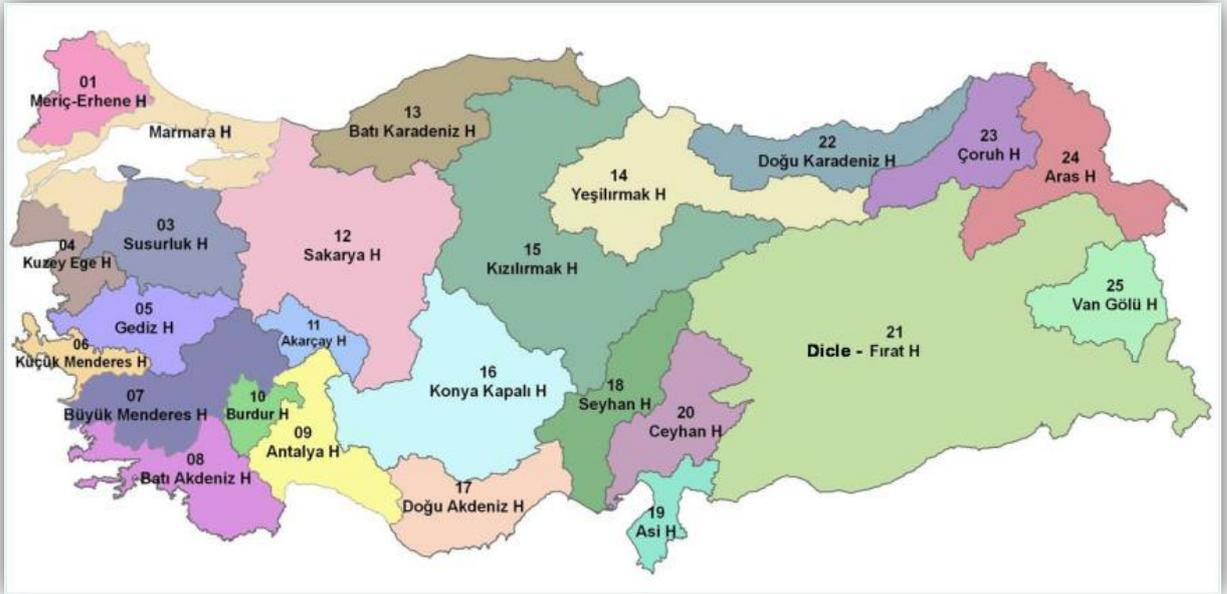 01
Meriç-Erhene H
Marmara H
03
Susurluk H
04
Kuzey Ege H
05
Gediz H
06
Küçük Menderes H
07
Büyük Menderes H
08
Batı Akdeniz H
09
Antalya H
10
Burdur H
11
Akarçay H
12
Sakarya H
13
Batı Karadeniz H
14
Yeşilırmak H
15
Kızılırmak H
16
Konya Kapalı H
17
Doğu Akdeniz H
18
Seyhan H
19
Asi H
20
Ceyhan H
21
Dicle - Fırat H
22
Doğu Karadeniz H
23
Çoruh H
24
Aras H
25
Van Gölü H